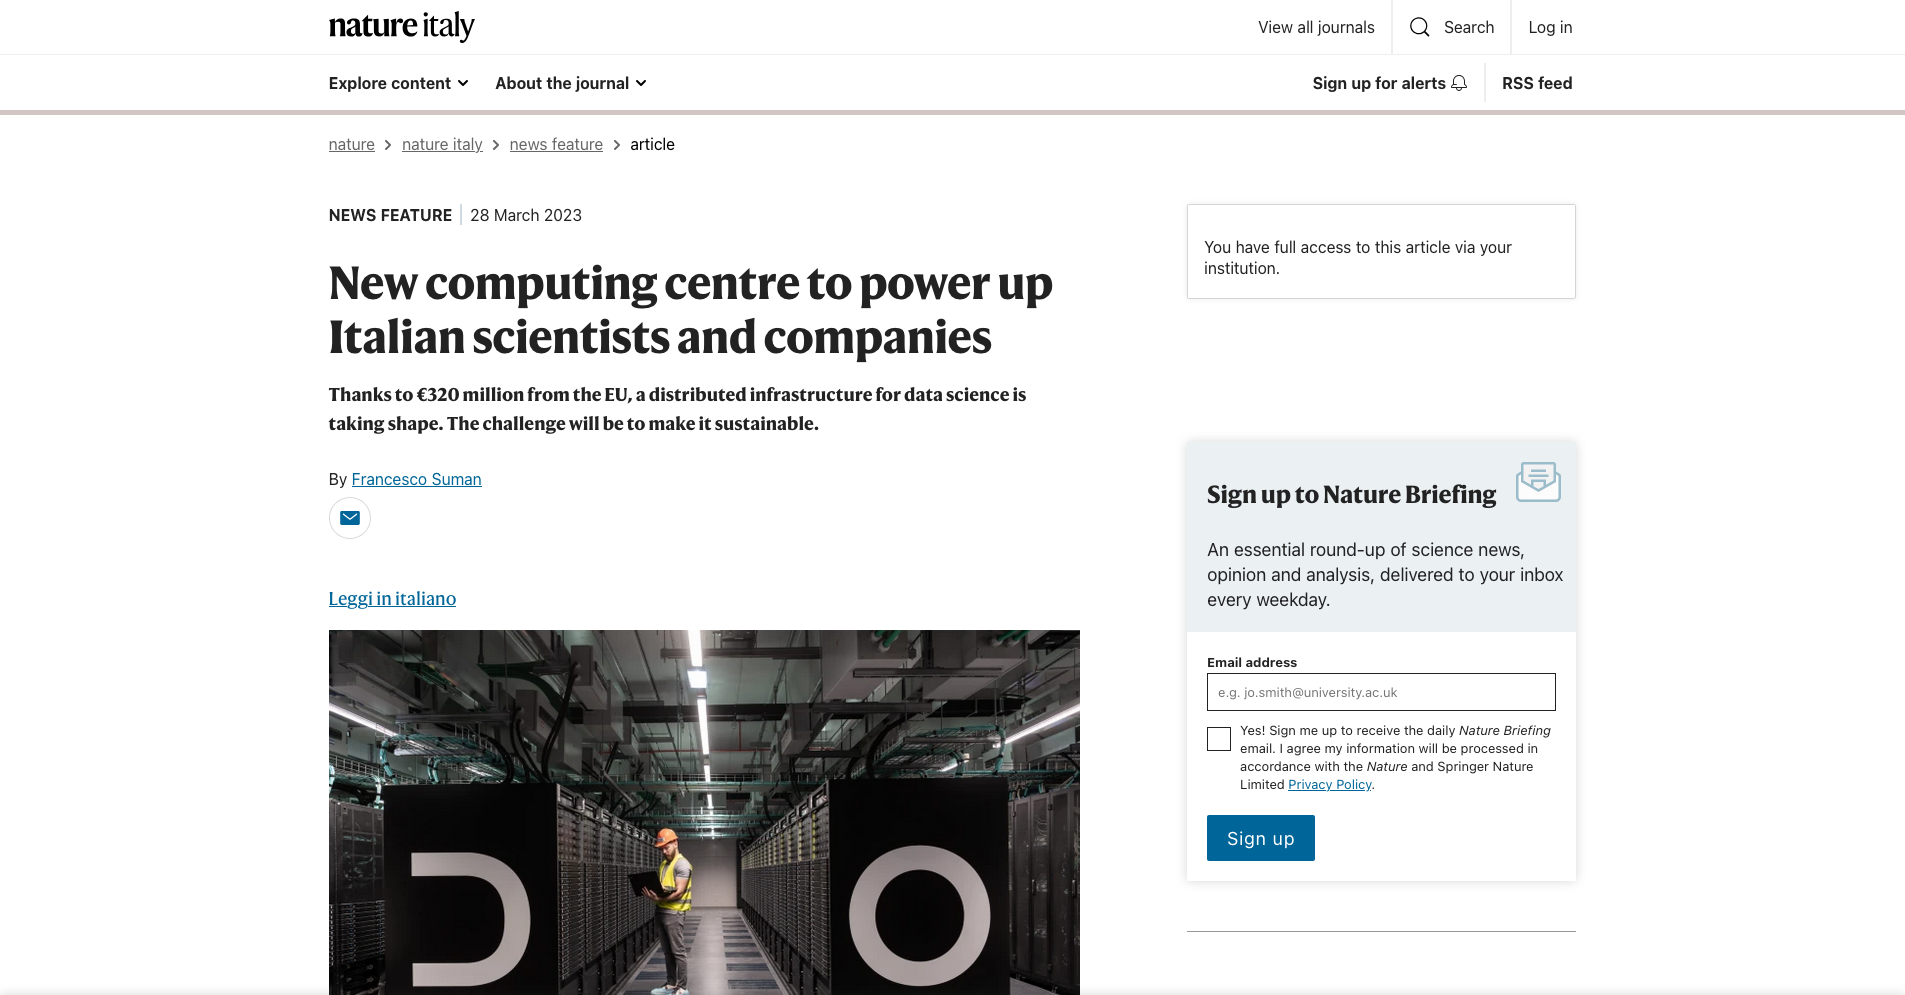 nature italy
View all journals
Search
Log in
Explore content
About the journal
Sign up for alerts
RSS feed
nature > nature italy > news feature > article
NEWS FEATURE | 28 March 2023
New computing centre to power up
Italian scientists and companies
Thanks to €320 million from the EU, a distributed infrastructure for data science is
taking shape. The challenge will be to make it sustainable.
By Francesco Suman
Leggi in italiano
You have full access to this article via your
institution.
Sign up to Nature Briefing
An essential round-up of science news,
opinion and analysis, delivered to your inbox
every weekday.
Email address
e.g. jo.smith@university.ac.uk
Yes! Sign me up to receive the daily Nature Briefing
email. I agree my information will be processed in
accordance with the Nature and Springer Nature
Limited Privacy Policy.
Sign up